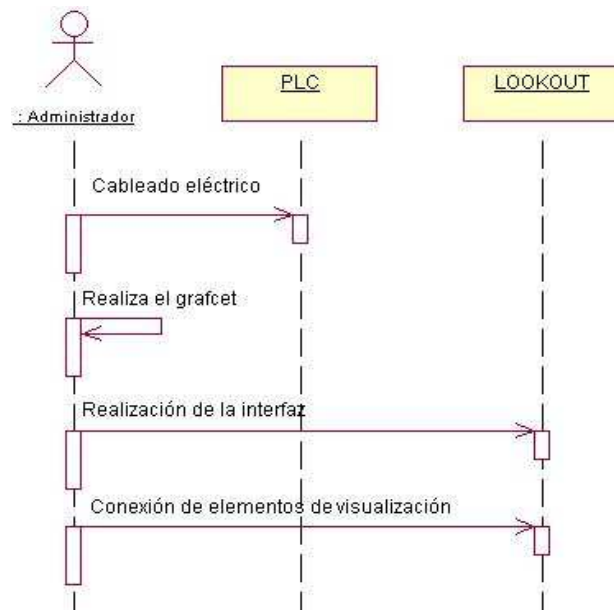 PLC
LOOKOUT
: Administrador
Cableado eléctrico
Realiza el grafcet
Realización de la interfaz
Conexión de elementos de visualización